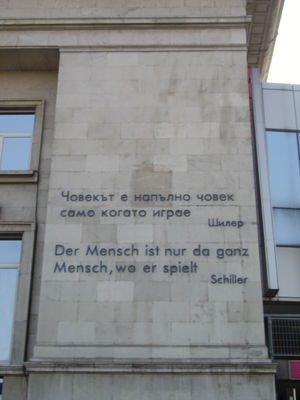 Човекът е напълно човек
само когато играе
Шилер
Der Mensch ist nur da ganz
Mensch, wo er spielt
Schiller